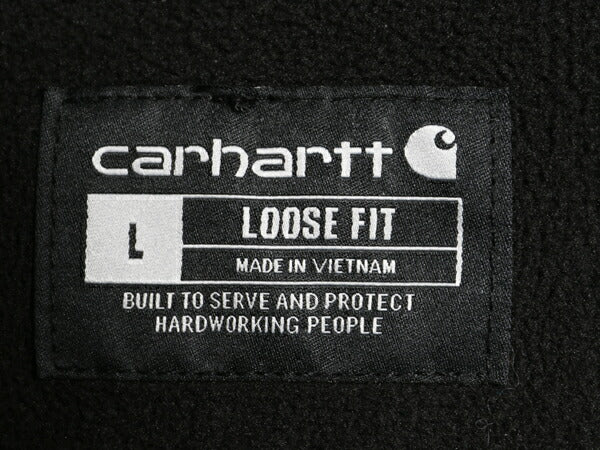 carhartt
L
LOOSE FIT
MADE IN VIETNAM
BUILT TO SERVE AND PROTECT
HARDWORKING PEOPLE